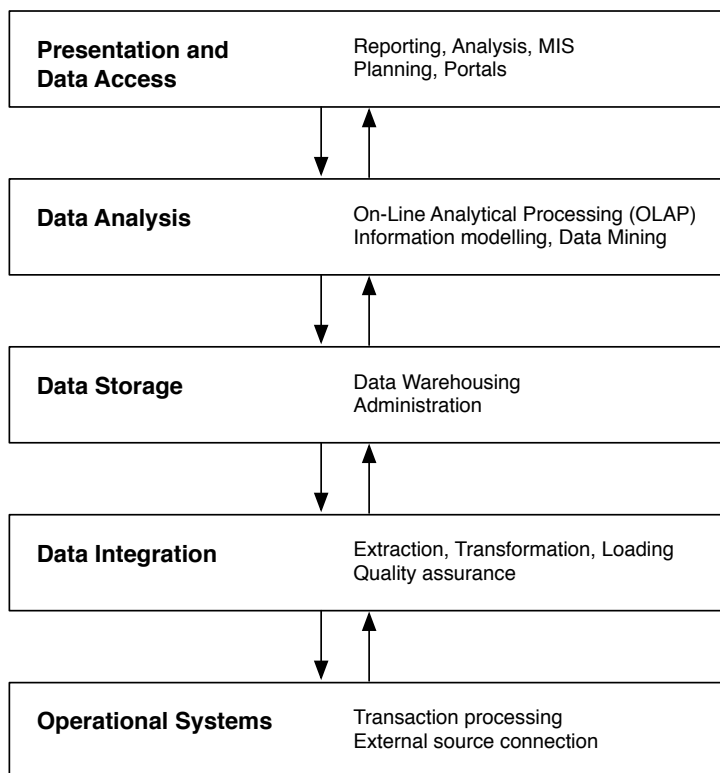 Presentation and
Data Access
Reporting, Analysis, MIS
Planning, Portals
Data Analysis
On-Line Analytical Processing (OLAP)
Information modelling, Data Mining
Data Storage
Data Warehousing
Administration
Data Integration
Extraction, Transformation, Loading
Quality assurance
Operational Systems
Transaction processing
External source connection